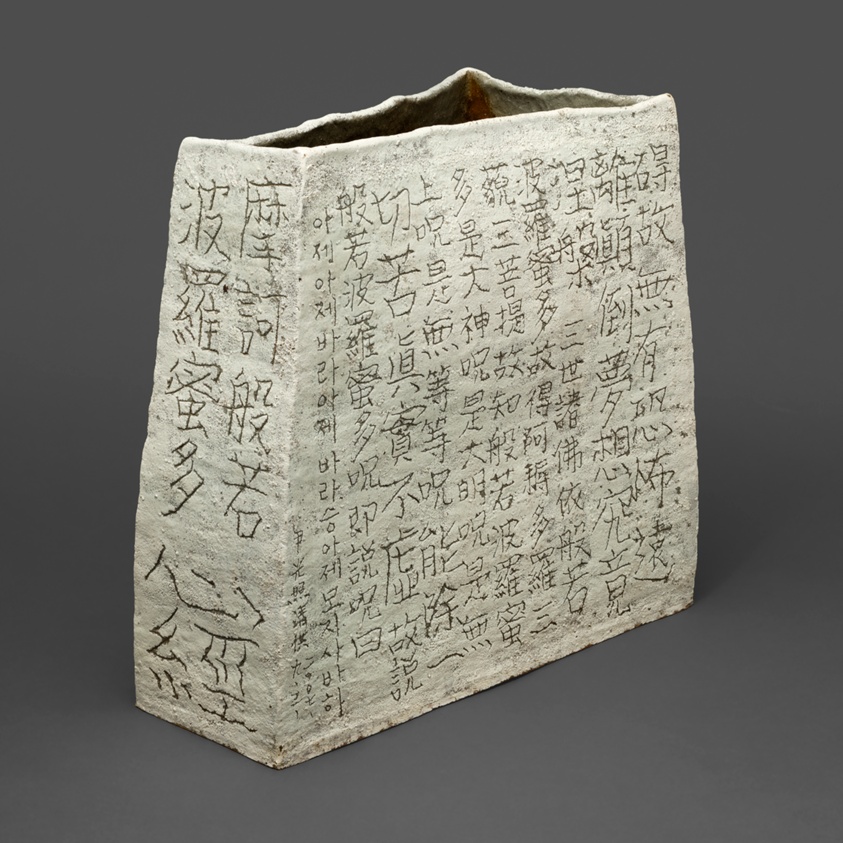 碍故無有恐怖遠
離顚倒夢想究竟
涅槃 三世諸佛依般若
波羅蜜多故得阿耨多羅三
藐三菩提故知般若波羅蜜
多是大神呪是大明呪是無
上呪是無等等呪能除一
切苦眞實不虛故說
般若波羅蜜多呪即說呪曰
아제아제바라아제바라승아제모지사바하
尹光照
摩訶般若
波羅蜜多
心經